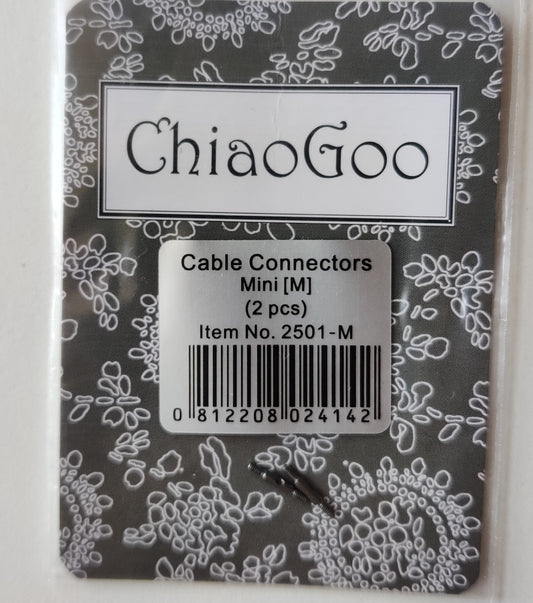 ChiaoGoo
Cable Connectors
Mini [M]
(2 pcs)
Item No. 2501-M
0 812208 024142